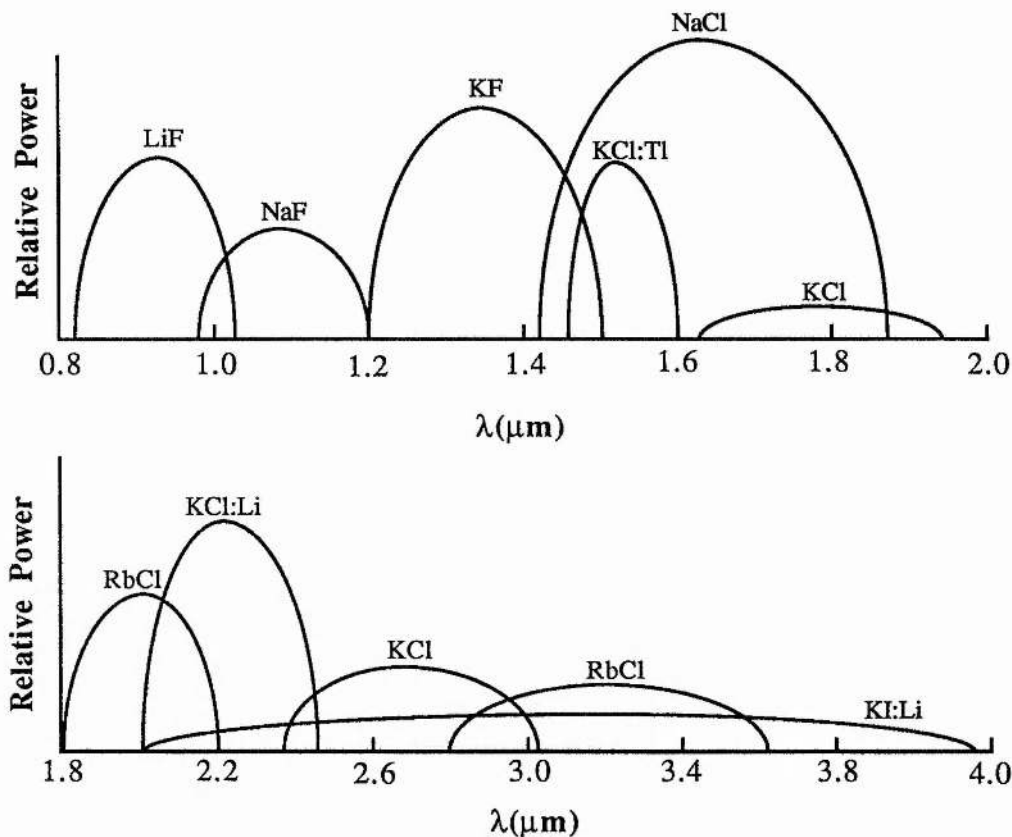 NaCl
KF
LiF
KCl:Tl
NaF
KCl
Relative Power
0.8 1.0 1.2 1.4 1.6 1.8 2.0
λ(μm)
KCl:Li
RbCl
KCl
RbCl
KI:Li
Relative Power
1.8 2.2 2.6 3.0 3.4 3.8 4.0
λ(μm)